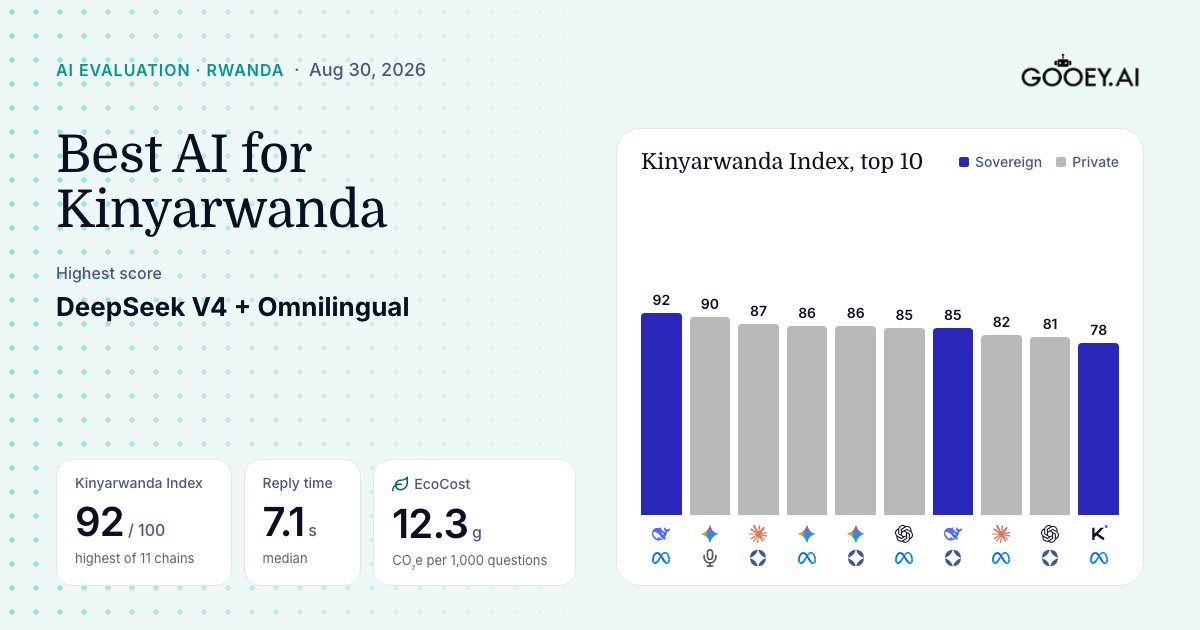 AI EVALUATION · RWANDA · Aug 30, 2026
GOOEY.AI
Best AI for
Kinyarwanda
Highest score
DeepSeek V4 + Omnilingual
Kinyarwanda Index
92 / 100
highest of 11 chains
Reply time
7.1 s
median
EcoCost
12.3 g
CO₂e per 1,000 questions
Kinyarwanda Index, top 10
Sovereign Private
92 90 87 86 86 85 85 82 81 78